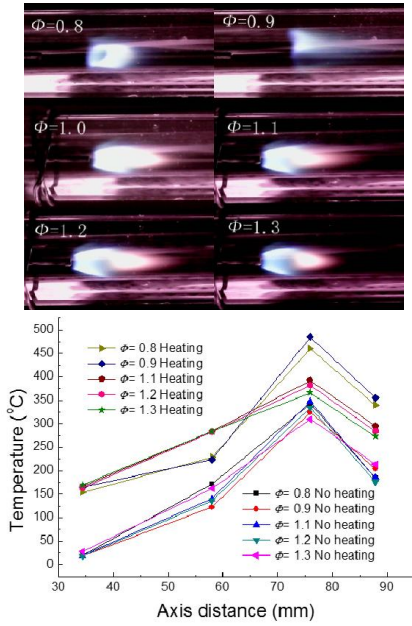 Φ=0.8
Φ=0.9
Φ=1.0
Φ=1.1
Φ=1.2
Φ=1.3
500
450
400
350
300
250
200
150
100
50
0
Temperature (°C)
Φ= 0.8 Heating
Φ= 0.9 Heating
Φ= 1.1 Heating
Φ= 1.2 Heating
Φ= 1.3 Heating
Φ= 0.8 No heating
Φ= 0.9 No heating
Φ= 1.1 No heating
Φ= 1.2 No heating
Φ= 1.3 No heating
30 40 50 60 70 80 90
Axis distance (mm)